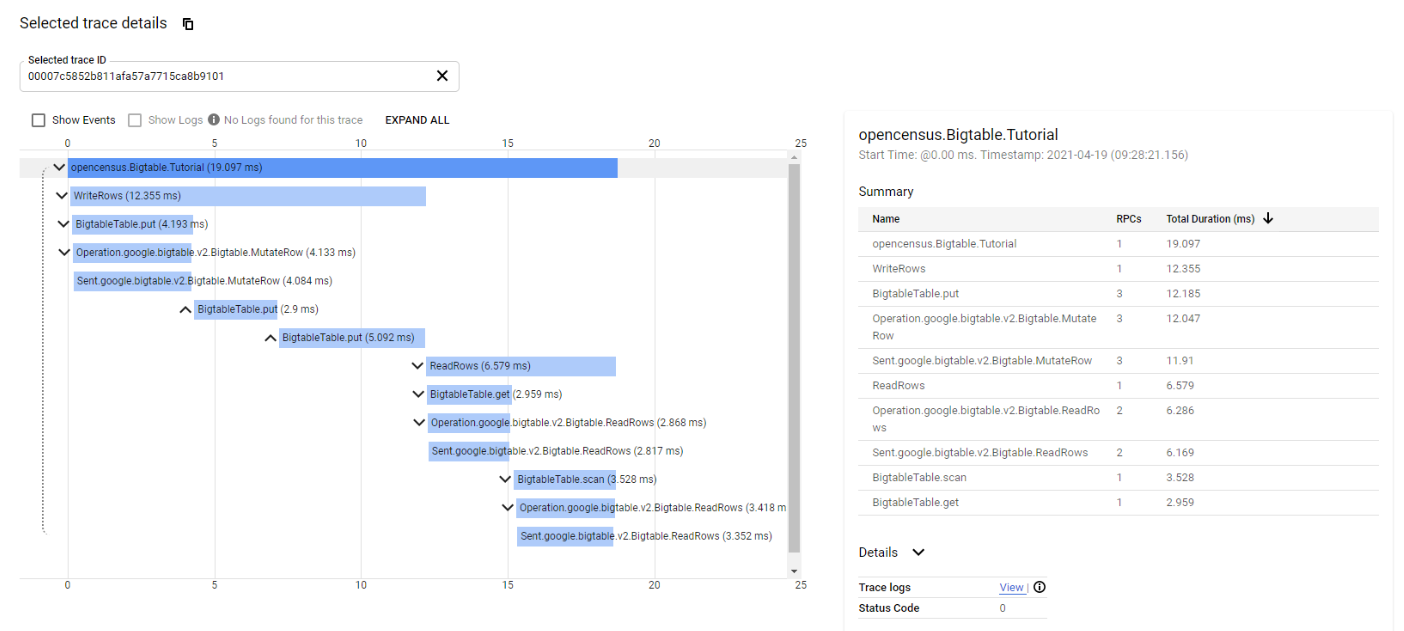 Selected trace details
Selected trace ID
00007c5852b811afa57a7715ca8b9101
Show Events Show Logs No Logs found for this trace EXPAND ALL
0 5 10 15 20 25
opencensus.Bigtable.Tutorial (19.097 ms)
WriteRows (12.355 ms)
BigtableTable.put (4.193 ms)
Operation.google.bigtable.v2.Bigtable.MutateRow (4.133 ms)
Sent.google.bigtable.v2.Bigtable.MutateRow (4.084 ms)
BigtableTable.put (2.9 ms)
BigtableTable.put (5.092 ms)
ReadRows (6.579 ms)
BigtableTable.get (2.959 ms)
Operation.google.bigtable.v2.Bigtable.ReadRows (2.868 ms)
Sent.google.bigtable.v2.Bigtable.ReadRows (2.817 ms)
BigtableTable.scan (3.528 ms)
Operation.google.bigtable.v2.Bigtable.ReadRows (3.418 m
Sent.google.bigtable.v2.Bigtable.ReadRows (3.352 ms)
0 5 10 15 20 25
opencensus.Bigtable.Tutorial
Start Time: @0.00 ms. Timestamp: 2021-04-19 (09:28:21.156)
Summary
Name RPCs Total Duration (ms)
opencensus.Bigtable.Tutorial 1 19.097
WriteRows 1 12.355
BigtableTable.put 3 12.185
Operation.google.bigtable.v2.Bigtable.Mutate 3 12.047
Row
Sent.google.bigtable.v2.Bigtable.MutateRow 3 11.91
ReadRows 1 6.579
Operation.google.bigtable.v2.Bigtable.ReadRo 2 6.286
ws
Sent.google.bigtable.v2.Bigtable.ReadRows 2 6.169
BigtableTable.scan 1 3.528
BigtableTable.get 1 2.959
Details
Trace logs View |
Status Code 0